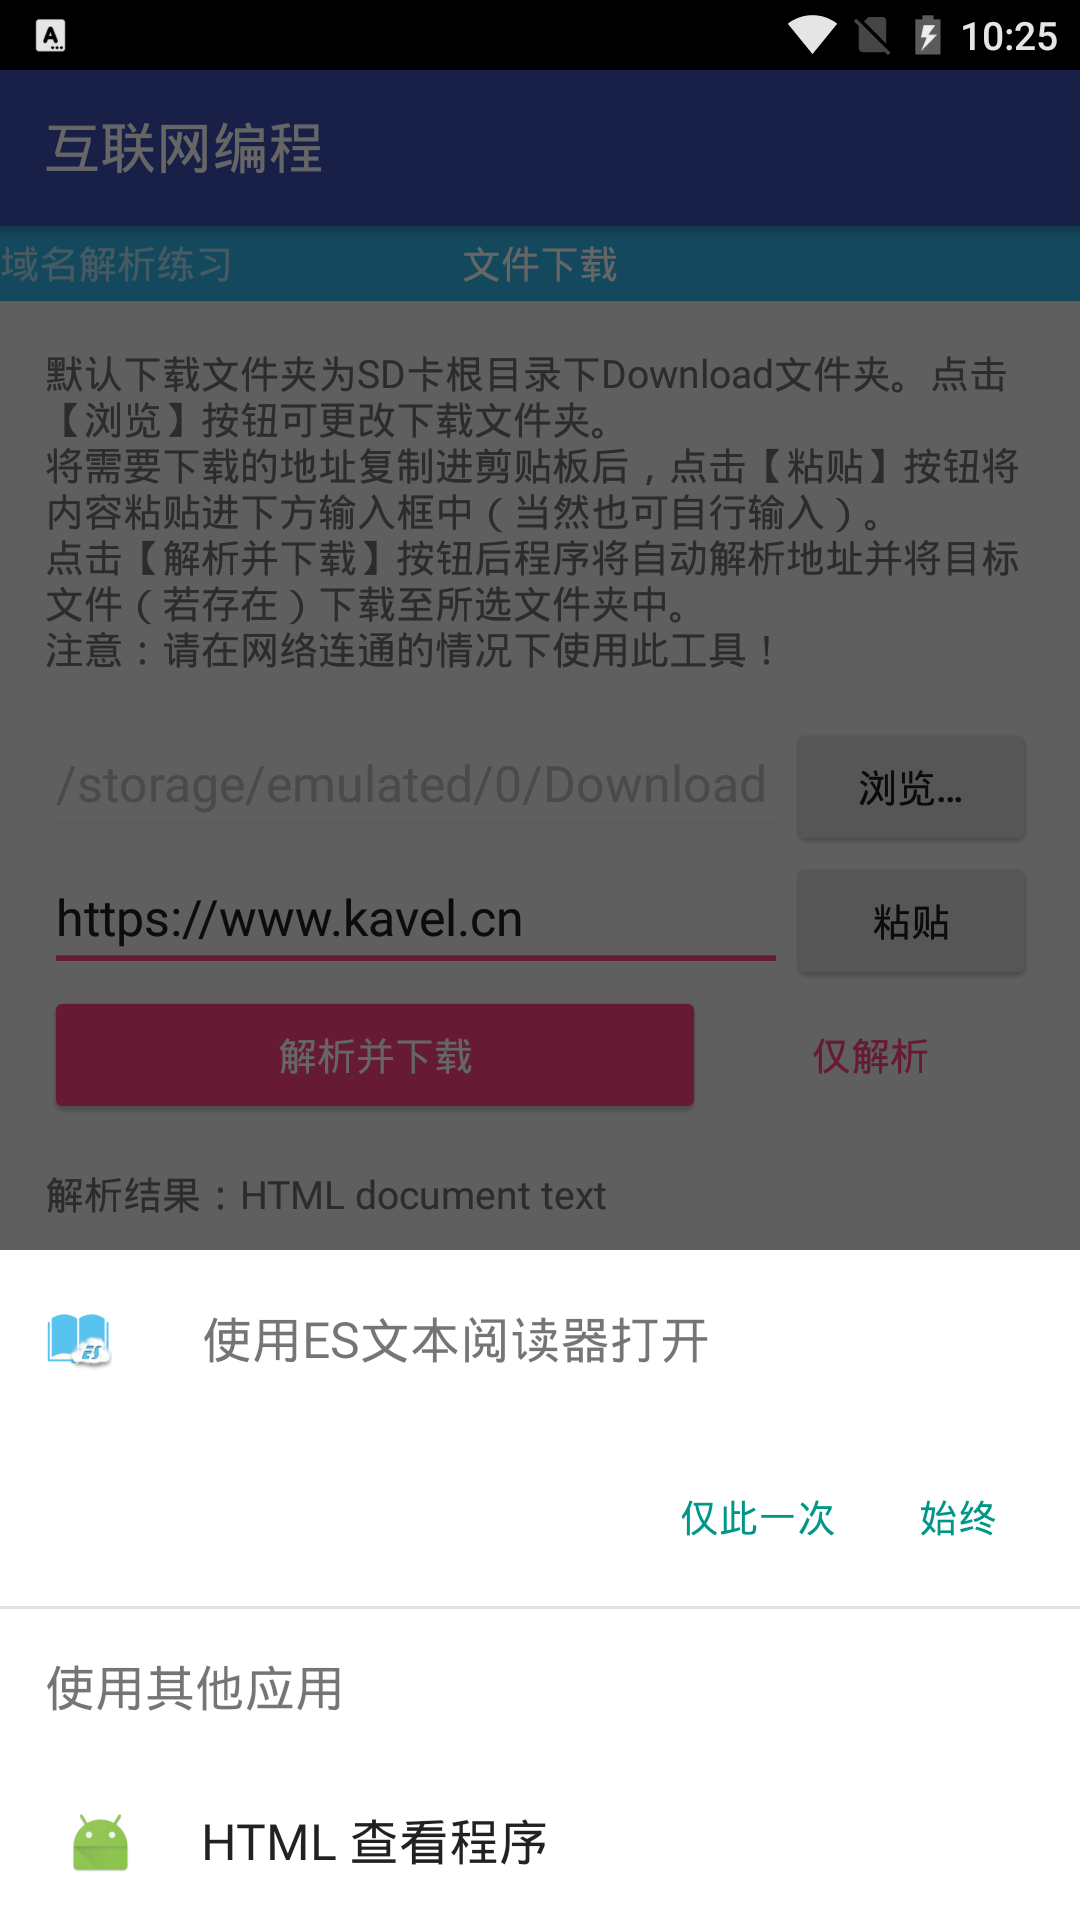 10:25
互联网编程
域名解析练习 文件下载
默认下载文件夹为SD卡根目录下Download文件夹。点击
【浏览】按钮可更改下载文件夹。
将需要下载的地址复制进剪贴板后，点击【粘贴】按钮将
内容粘贴进下方输入框中（当然也可自行输入）。
点击【解析并下载】按钮后程序将自动解析地址并将目标
文件（若存在）下载至所选文件夹中。
注意：请在网络连通的情况下使用此工具！
/storage/emulated/0/Download 浏览...
https://www.kavel.cn 粘贴
解析并下载 仅解析
解析结果：HTML document text
使用ES文本阅读器打开
仅此一次 始终
使用其他应用
HTML 查看程序